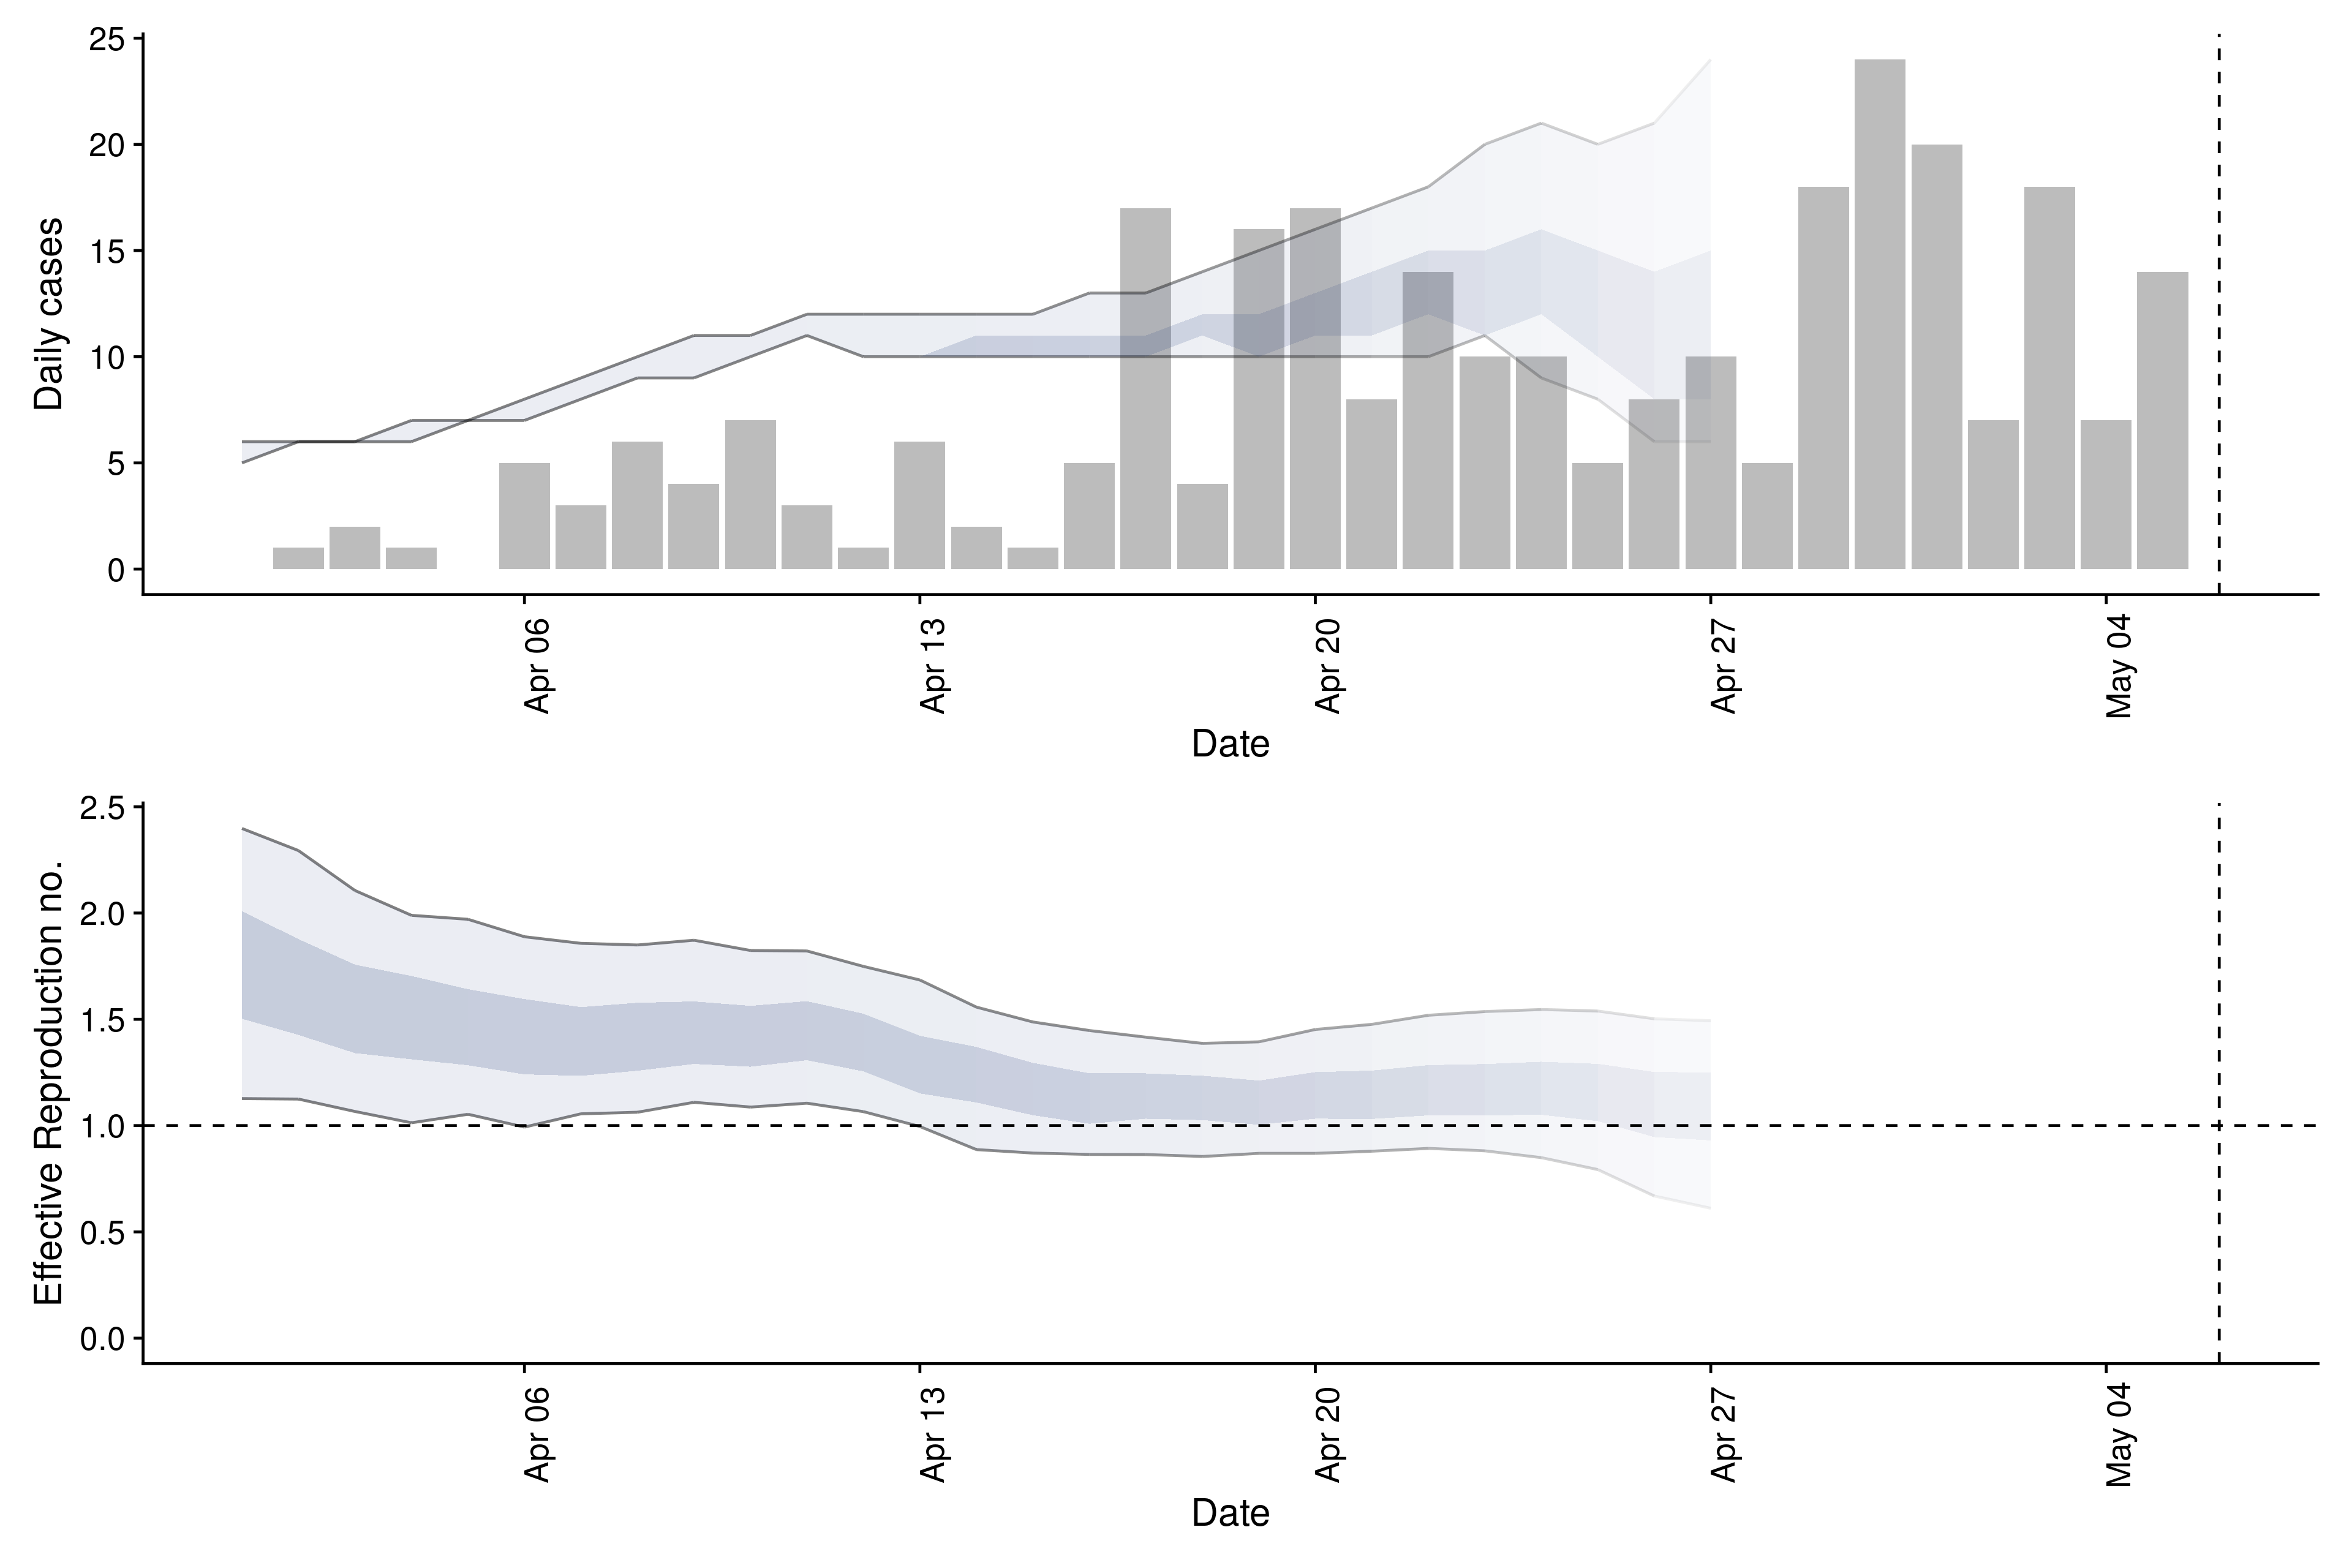 Daily cases
25
20
15
10
5
0
Apr 06
Apr 13
Apr 20
Apr 27
May 04
Date
Effective Reproduction no.
2.5
2.0
1.5
1.0
0.5
0.0
Apr 06
Apr 13
Apr 20
Apr 27
May 04
Date